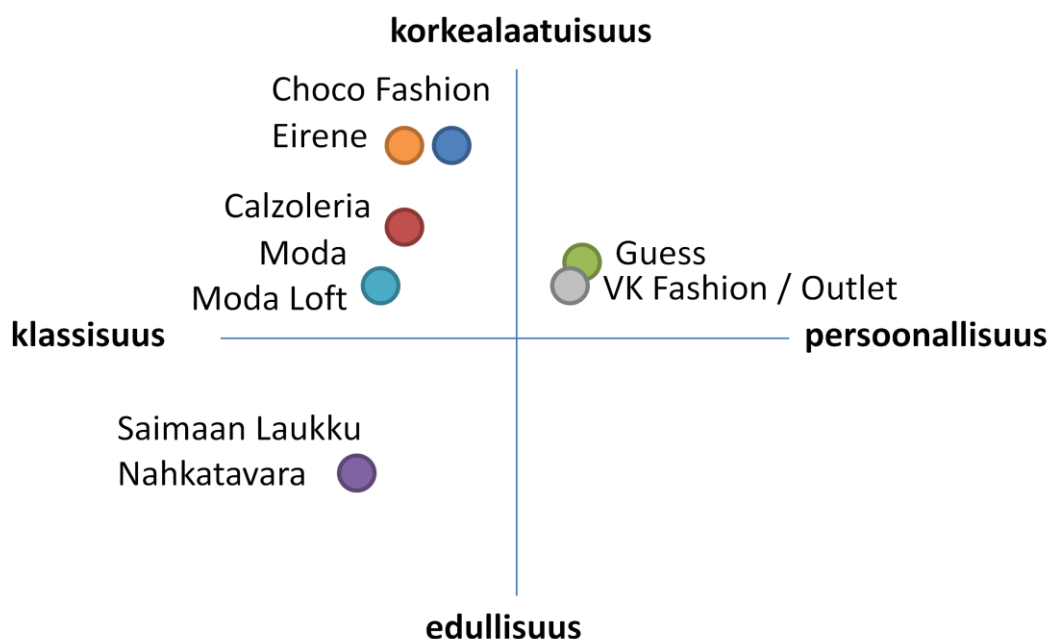 korkealaatuisuus
Choco Fashion
Eirene
Calzoleria
Moda
Guess
Moda Loft
VK Fashion / Outlet
klassisuus
persoonallisuus
Saimaan Laukku
Nahkatavara
edullisuus